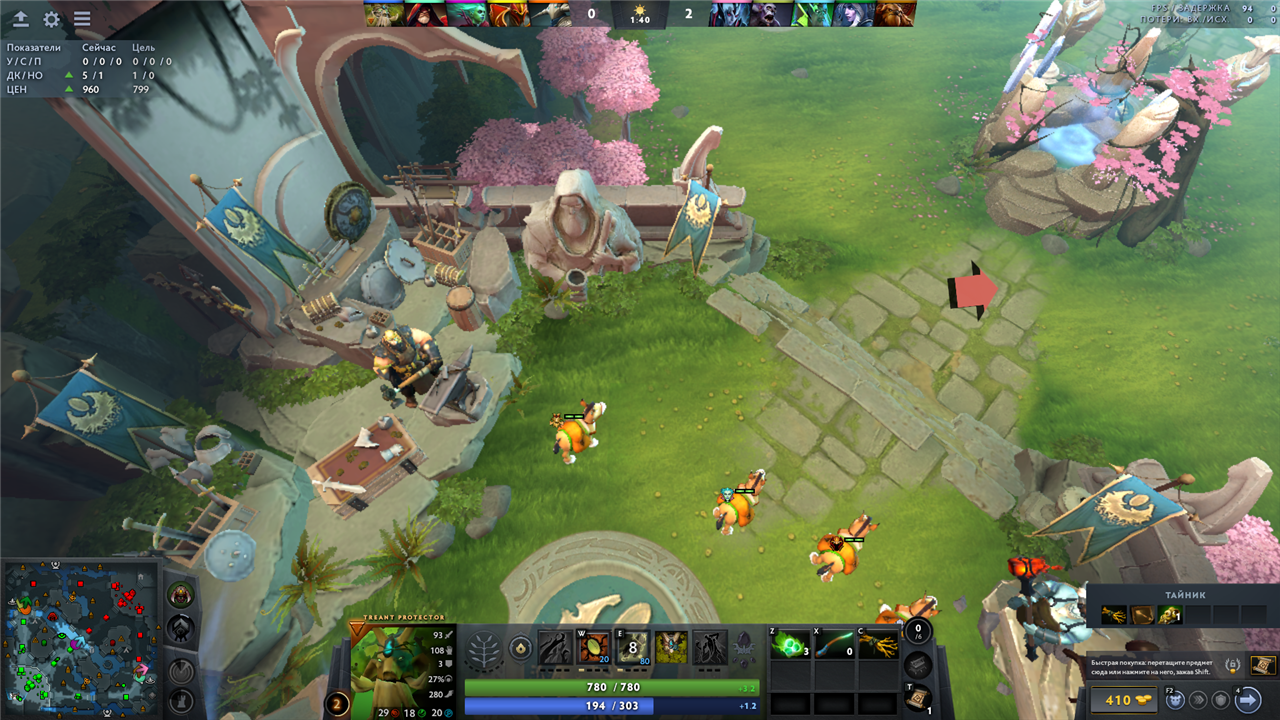 0
1:40
2
FPS / ЗАДЕРЖКА 94 0
ПОТЕРИ: ВХ./ИСХ. 0 0
Показатели Сейчас Цель
У/С/П 0/0/0 0/0/0
ДК/НО 5/1 1/0
ЦЕН 960 799
ТАЙНИК
1
TREANT PROTECTOR
93
108
3
27%
280
2
29 18 20
W
20
E
8
80
780 / 780
+3.2
194 / 303
+1.2
Z
3
X
0
C
0
/6
T
1
Быстрая покупка: перетащите предмет
сюда или нажмите на него, зажав Shift.
410
F2
4